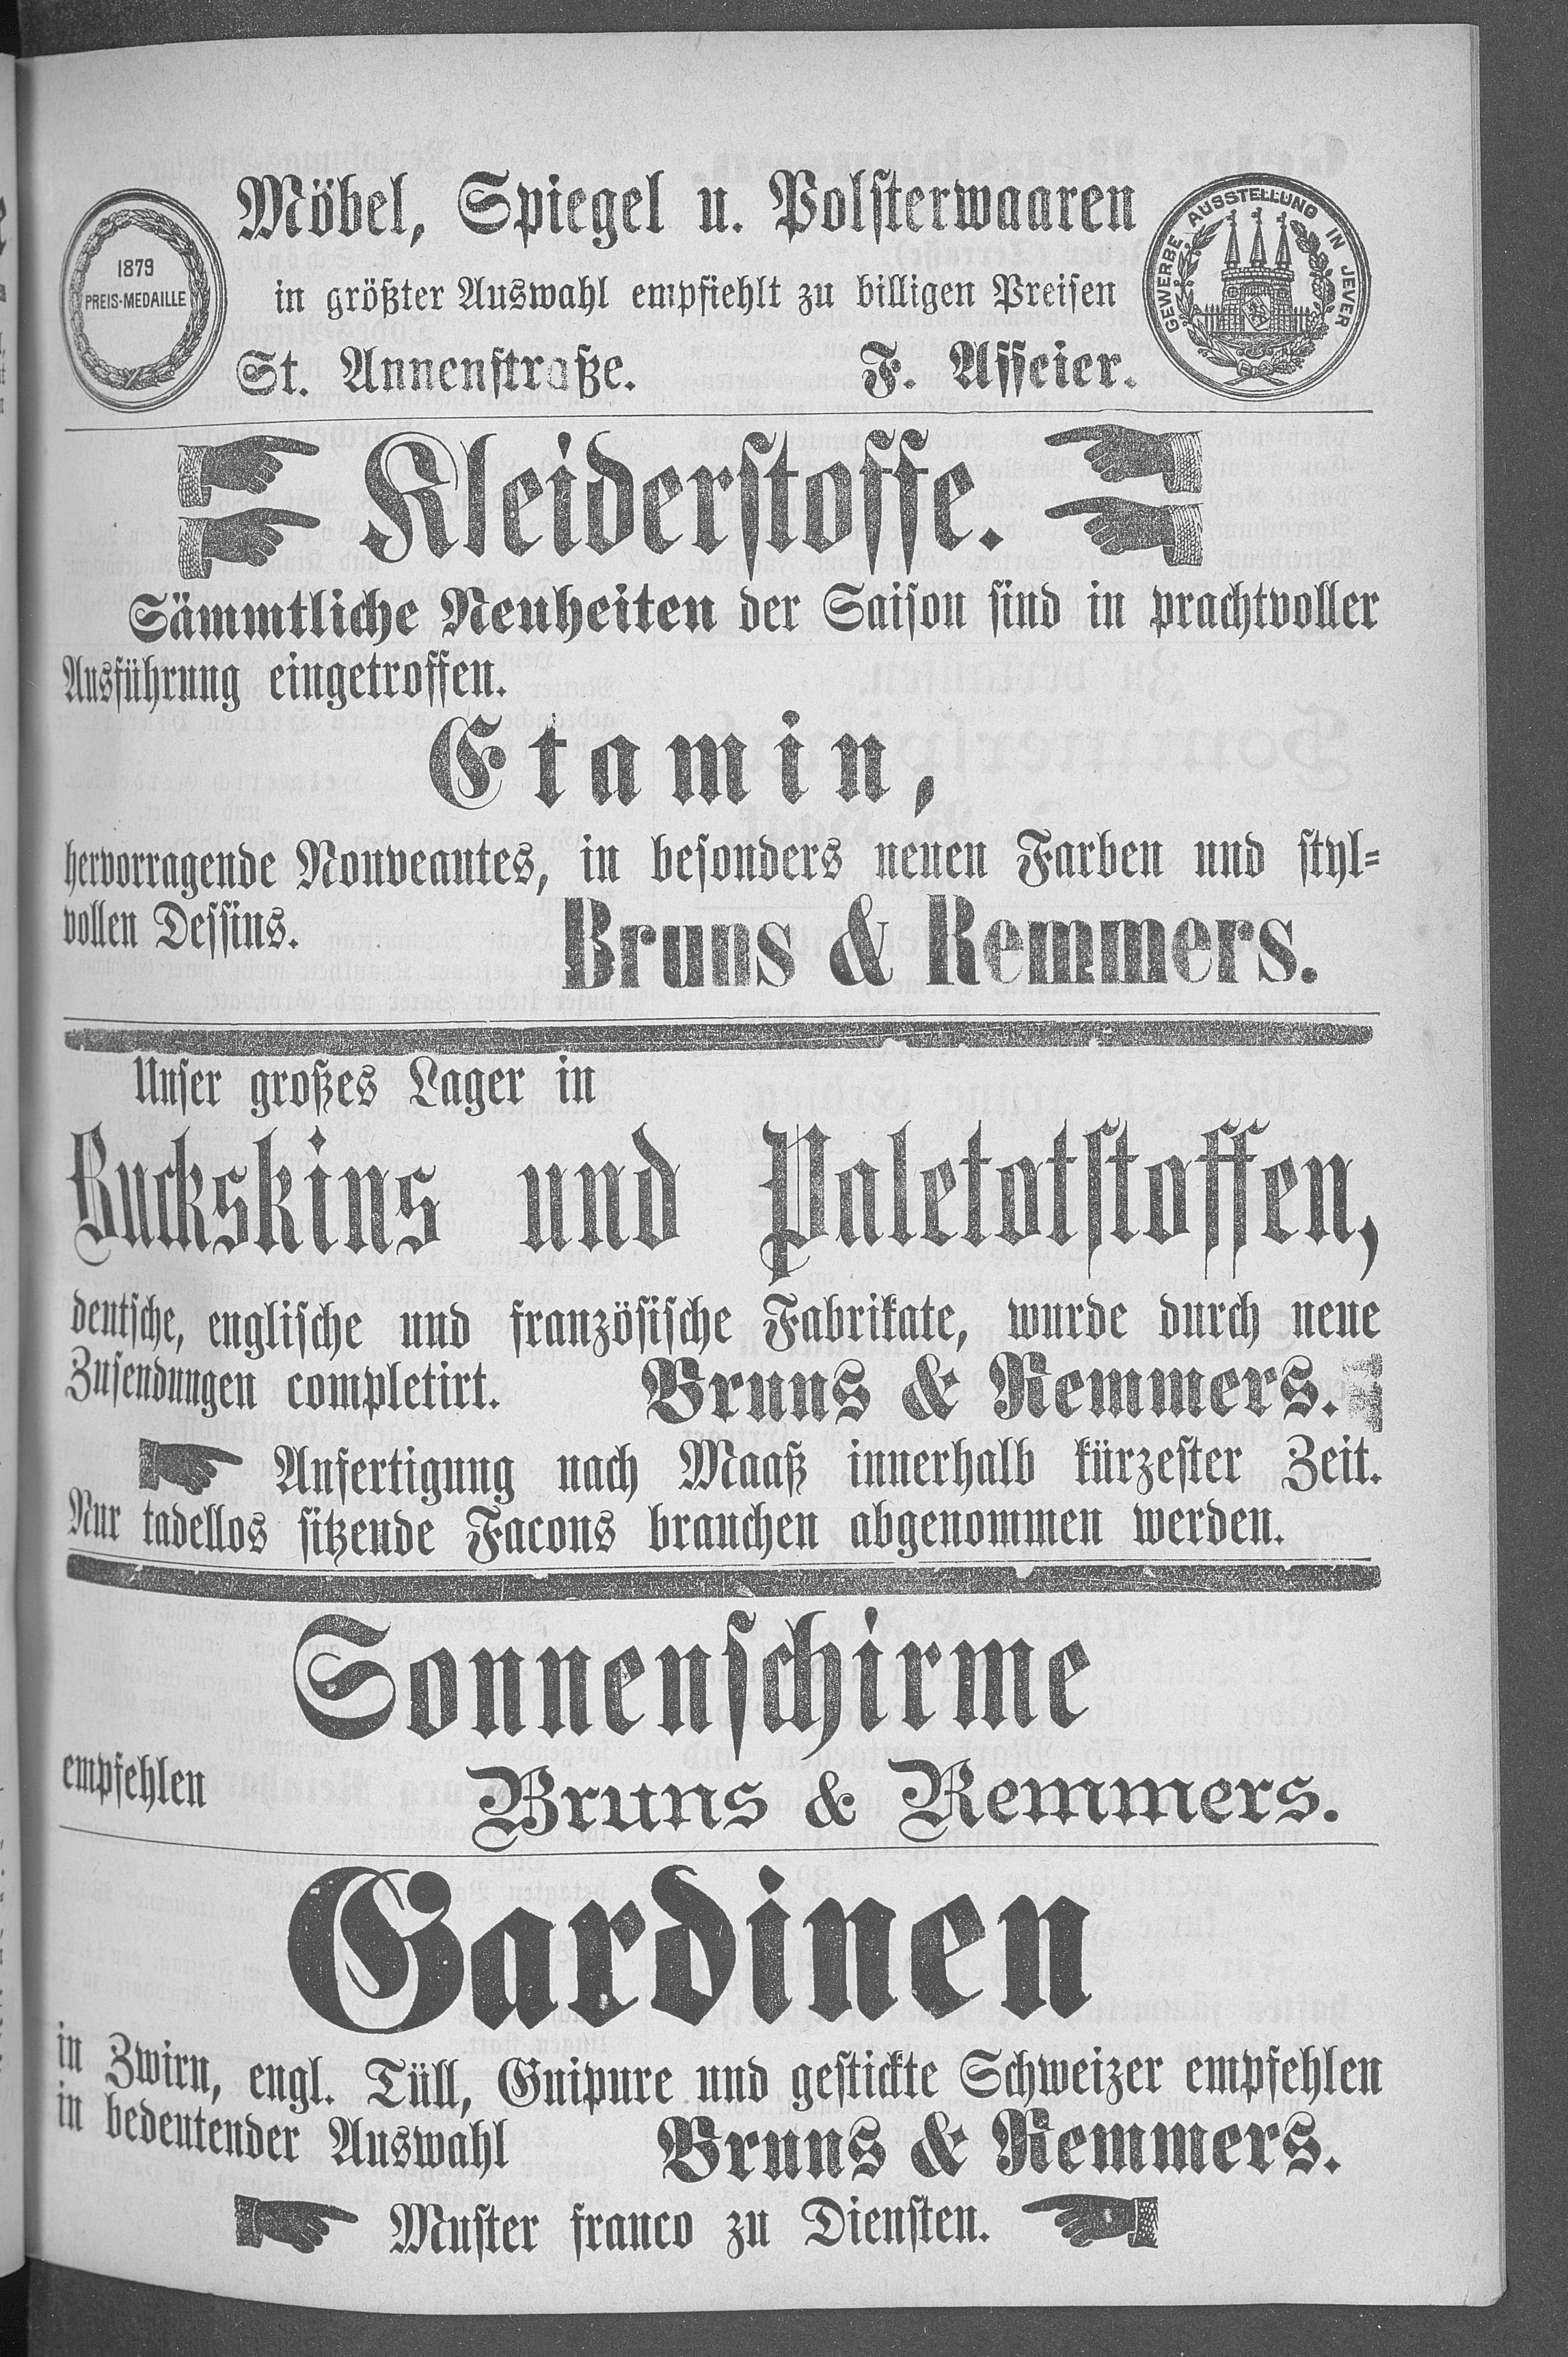 1879
PREIS-MEDAILLE
Möbel, Spiegel u. Polsterwaaren
in größter Auswahl empfiehlt zu billigen Preisen
St. Annenstraße. F. Asseier.
GEWERBE AUSSTELLUNG IN JEVER
Kleiderstoffe.
Sämmtliche Neuheiten der Saison sind in prachtvoller
Ausführung eingetroffen.
Etamin,
hervorragende Nouveautes, in besonders neuen Farben und styl-
vollen Dessins. Bruns & Remmers.
Unser großes Lager in
Buckskins und Paletotstoffen,
deutsche, englische und französische Fabrikate, wurde durch neue
Zusendungen completirt. Bruns & Remmers.
Anfertigung nach Maaß innerhalb kürzester Zeit.
Nur tadellos sitzende Facons brauchen abgenommen werden.
Sonnenschirme
empfehlen Bruns & Remmers.
Gardinen
in Zwirn, engl. Tüll, Guipure und gestickte Schweizer empfehlen
in bedeutender Auswahl Bruns & Remmers.
Muster franco zu Diensten.